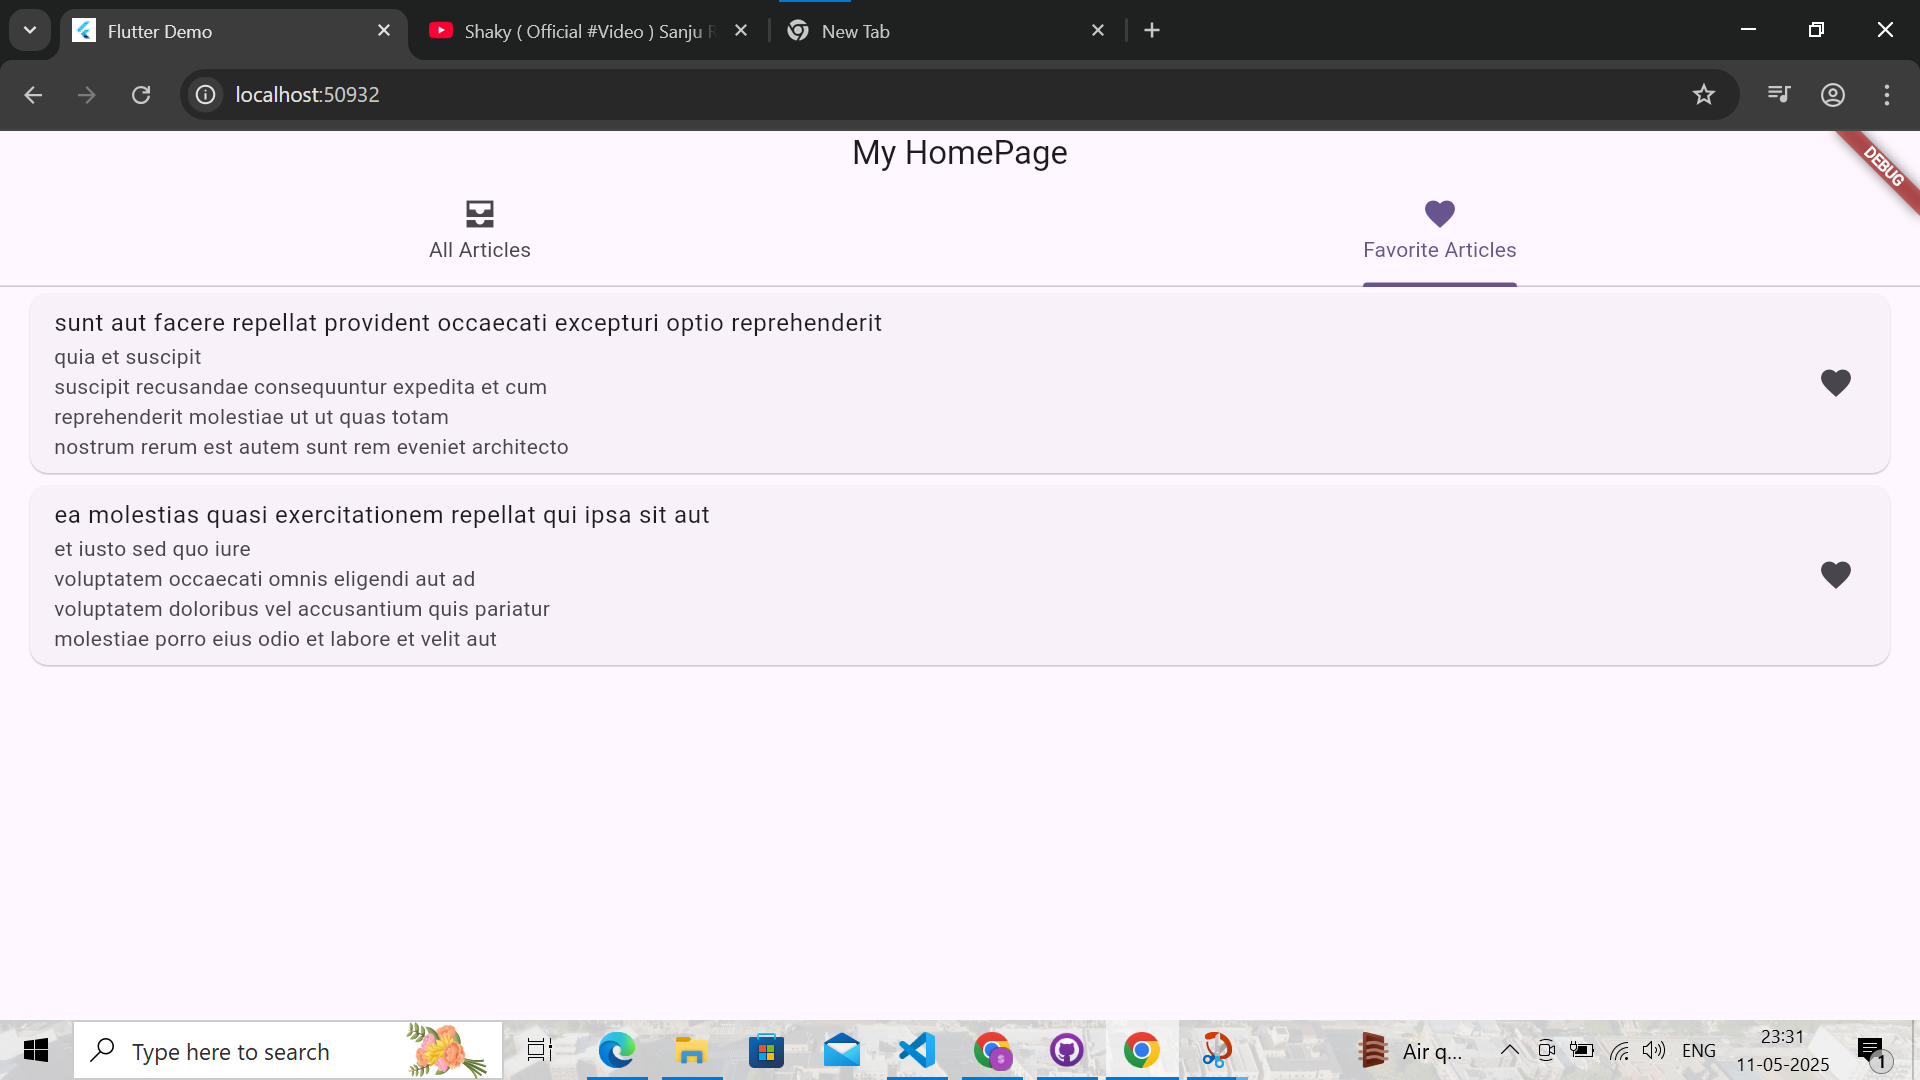 Flutter Demo
Shaky ( Official #Video ) Sanju
New Tab
localhost:50932
My HomePage
DEBUG
All Articles
Favorite Articles
sunt aut facere repellat provident occaecati excepturi optio reprehenderit
quia et suscipit
suscipit recusandae consequuntur expedita et cum
reprehenderit molestiae ut ut quas totam
nostrum rerum est autem sunt rem eveniet architecto
ea molestias quasi exercitationem repellat qui ipsa sit aut
et iusto sed quo iure
voluptatem occaecati omnis eligendi aut ad
voluptatem doloribus vel accusantium quis pariatur
molestiae porro eius odio et labore et velit aut
Type here to search
s
Air q...
ENG
23:31
11-05-2025
1